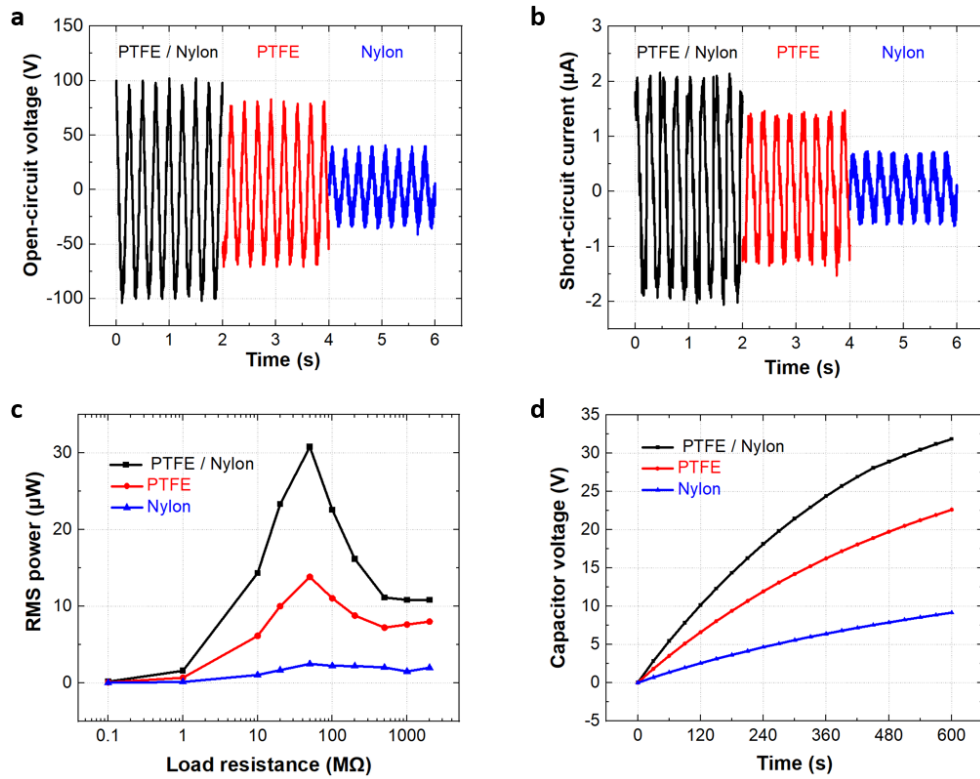 a
150
100
50
0
-50
-100
Open-circuit voltage (V)
PTFE / Nylon PTFE Nylon
0 1 2 3 4 5 6
Time (s)
b
3
2
1
0
-1
-2
Short-circuit current (µA)
PTFE / Nylon PTFE Nylon
0 1 2 3 4 5 6
Time (s)
c
30
20
10
0
RMS power (µW)
PTFE / Nylon
PTFE
Nylon
0.1 1 10 100 1000
Load resistance (MΩ)
d
35
30
25
20
15
10
5
0
-5
Capacitor voltage (V)
PTFE / Nylon
PTFE
Nylon
0 120 240 360 480 600
Time (s)